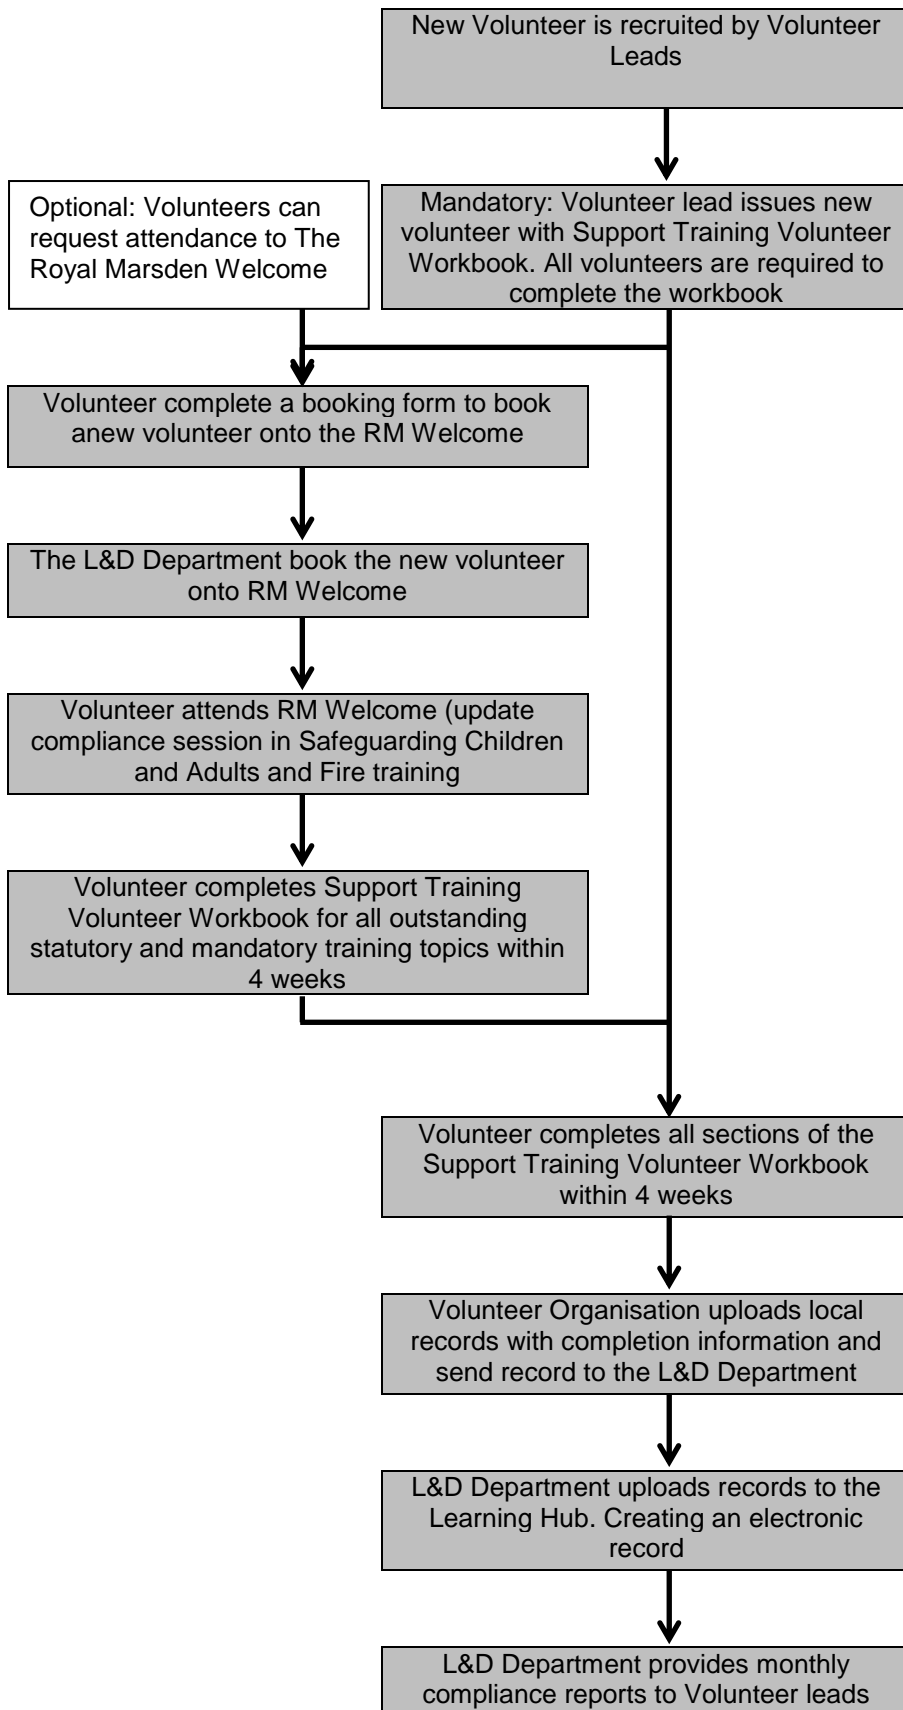 New Volunteer is recruited by Volunteer
Leads
Optional: Volunteers can
request attendance to The
Royal Marsden Welcome
Mandatory: Volunteer lead issues new
volunteer with Support Training Volunteer
Workbook. All volunteers are required to
complete the workbook
Volunteer complete a booking form to book
anew volunteer onto the RM Welcome
The L&D Department book the new volunteer
onto RM Welcome
Volunteer attends RM Welcome (update
compliance session in Safeguarding Children
and Adults and Fire training
Volunteer completes Support Training
Volunteer Workbook for all outstanding
statutory and mandatory training topics within
4 weeks
Volunteer completes all sections of the
Support Training Volunteer Workbook
within 4 weeks
Volunteer Organisation uploads local
records with completion information and
send record to the L&D Department
L&D Department uploads records to the
Learning Hub. Creating an electronic
record
L&D Department provides monthly
compliance reports to Volunteer leads